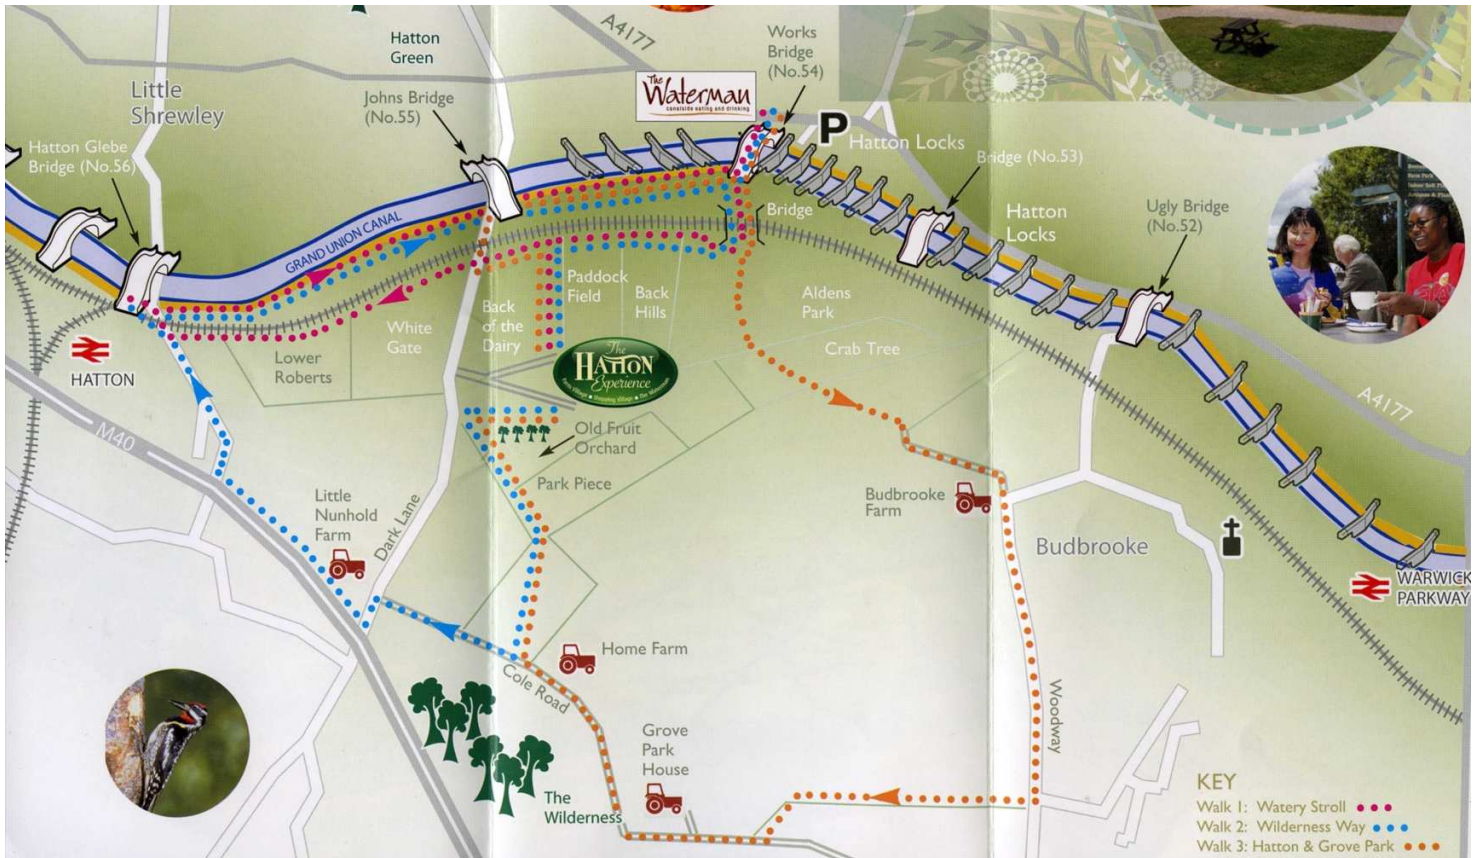 A4177
Hatton
Green
Works
Bridge
(No.54)
The
Waterman
canalside eating and drinking
Little
Shrewley
Johns Bridge
(No.55)
P
Hatton Locks
Hatton Glebe
Bridge (No.56)
Bridge (No.53)
Hatton
Locks
Ugly Bridge
(No.52)
Bridge
GRAND UNION CANAL
Paddock
Field
Back
Hills
Aldens
Park
Back
of the
Dairy
White
Gate
Crab Tree
Lower
Roberts
HATTON
The
HATTON
Experience
A4177
M40
Old Fruit
Orchard
Park Piece
Little
Nunhold
Farm
Dark Lane
Budbrooke
Farm
Budbrooke
WARWICK
PARKWAY
Home Farm
Cole Road
Woodway
Grove
Park
House
The
Wilderness
KEY
Walk 1: Watery Stroll
Walk 2: Wilderness Way
Walk 3: Hatton & Grove Park